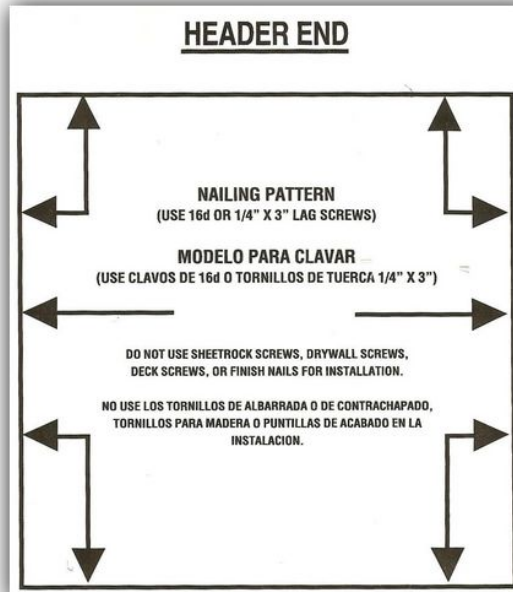 HEADER END
NAILING PATTERN
(USE 16d OR 1/4" X 3" LAG SCREWS)
MODELO PARA CLAVAR
(USE CLAVOS DE 16d O TORNILLOS DE TUERCA 1/4" X 3")
DO NOT USE SHEETROCK SCREWS, DRYWALL SCREWS,
DECK SCREWS, OR FINISH NAILS FOR INSTALLATION.
NO USE LOS TORNILLOS DE ALBARRADA O DE CONTRACHAPADO,
TORNILLOS PARA MADERA O PUNTILLAS DE ACABADO EN LA
INSTALACION.